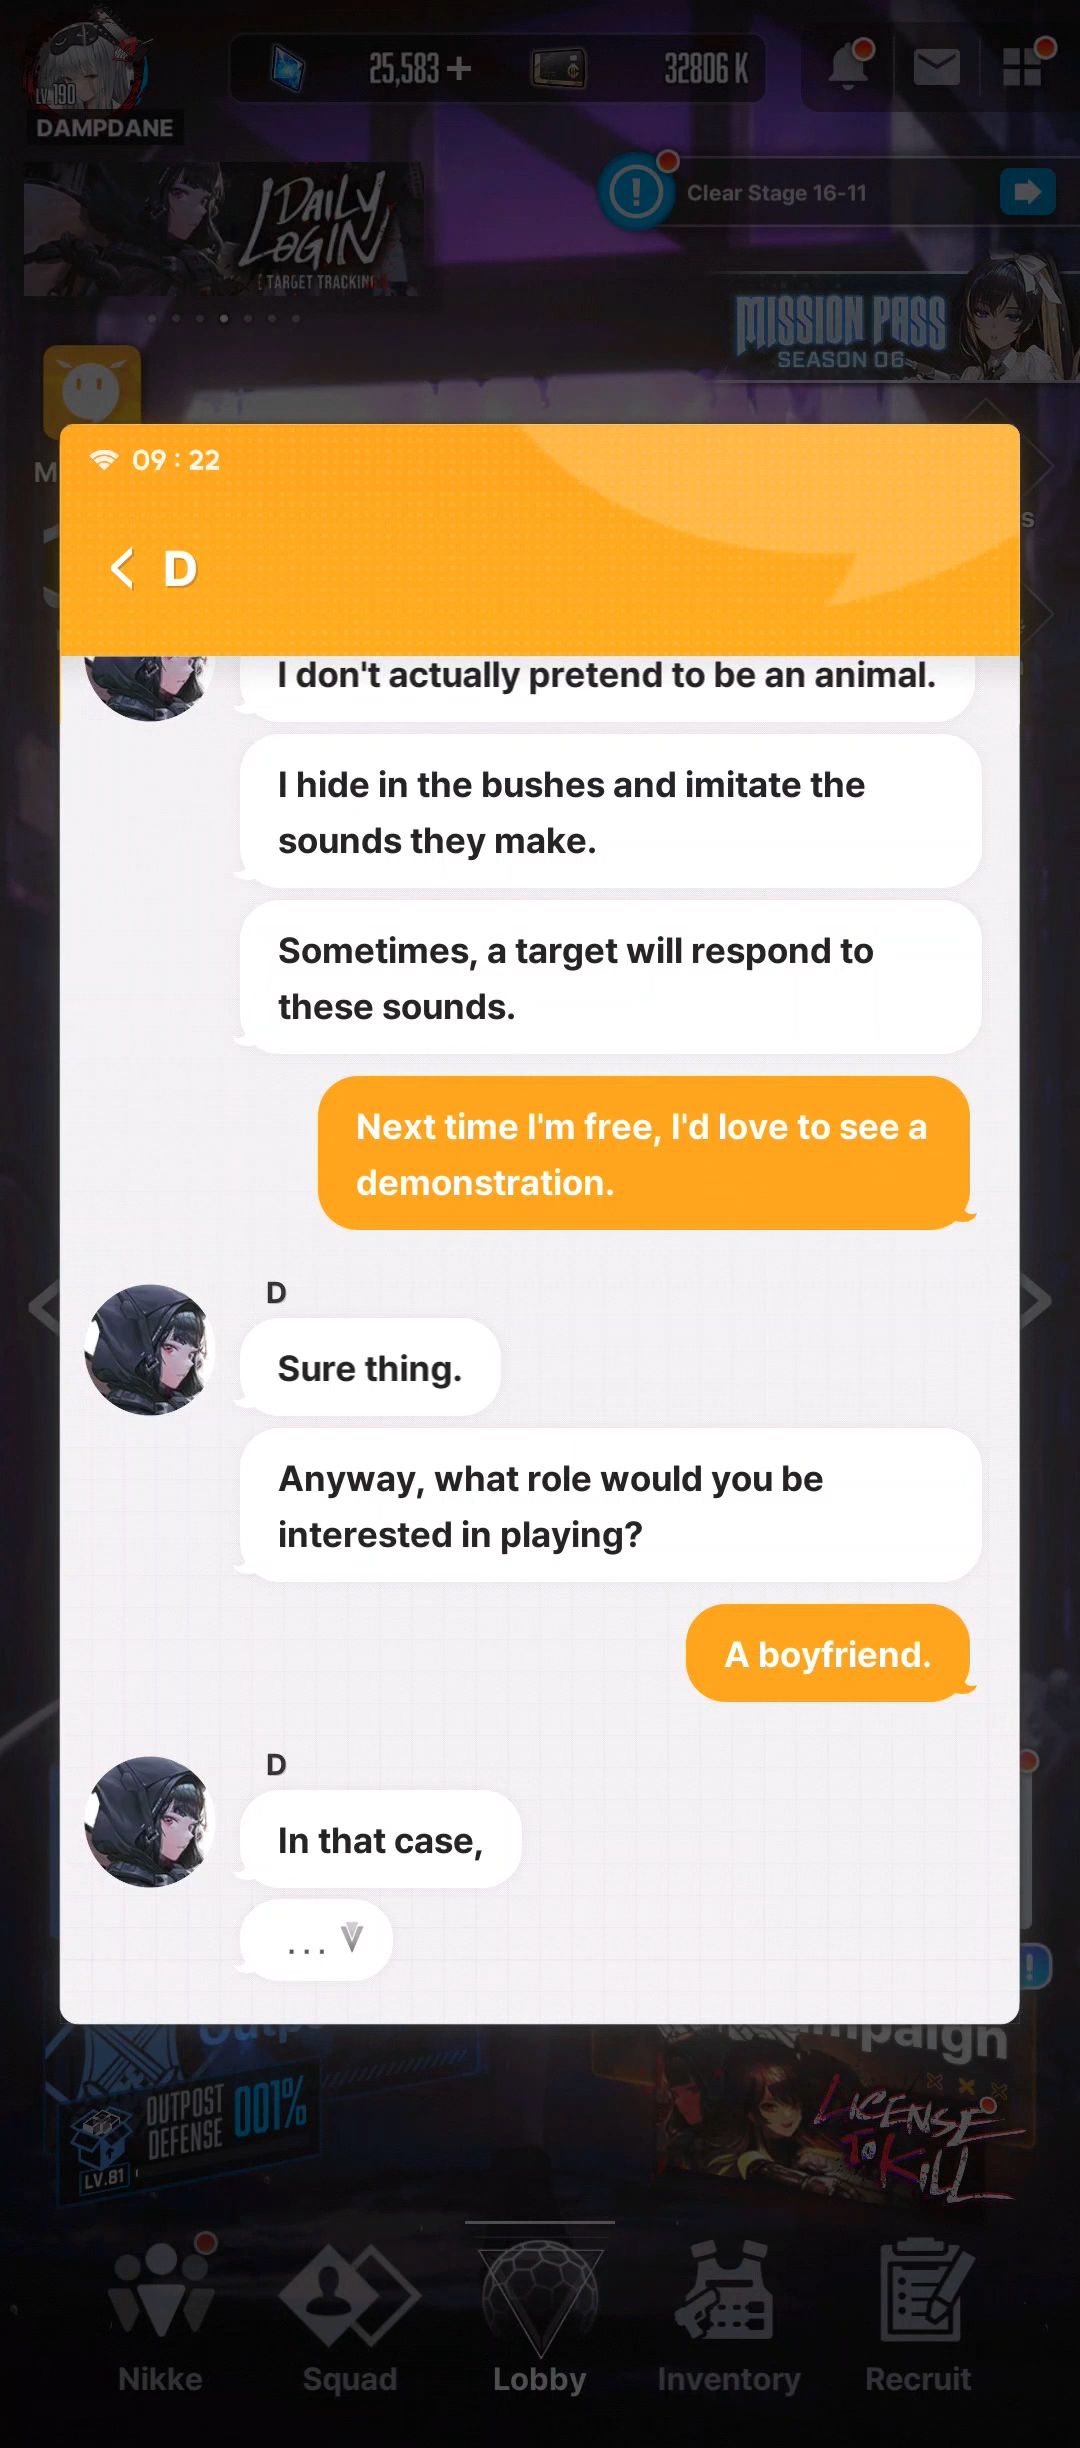 LV.190
25,583
32806 K
DAMPDANE
DAILY
LOGIN
[ TARGET TRACKING
Clear Stage 16-11
MISSION PASS
SEASON 06
M
s
09 : 22
D
I don't actually pretend to be an animal.
I hide in the bushes and imitate the
sounds they make.
Sometimes, a target will respond to
these sounds.
Next time I'm free, I'd love to see a
demonstration.
D
Sure thing.
Anyway, what role would you be
interested in playing?
A boyfriend.
D
In that case,
...
Outp
mpaign
OUTPOST
DEFENSE
001%
LV.81
LICENSE
TO
KILL
Nikke
Squad
Lobby
Inventory
Recruit